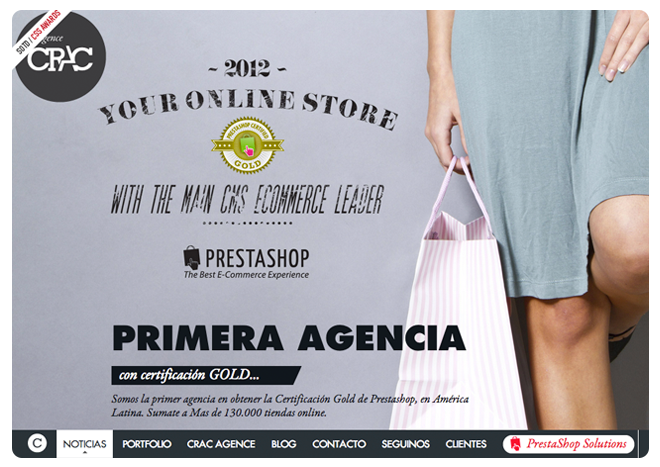 SOTD / CSS AWARDS
agence
CRAC
~ 2012 ~
YOUR ONLINE STORE
PRESTASHOP CERTIFIED
GOLD
WITH THE MAIN CMS ECOMMERCE LEADER
PRESTASHOP
The Best E-Commerce Experience
PRIMERA AGENCIA
con certificación GOLD...
Somos la primer agencia en obtener la Certificación Gold de Prestashop, en América
Latina. Sumate a Mas de 130.000 tiendas online.
C NOTICIAS PORTFOLIO CRAC AGENCE BLOG CONTACTO SEGUINOS CLIENTES PrestaShop Solutions